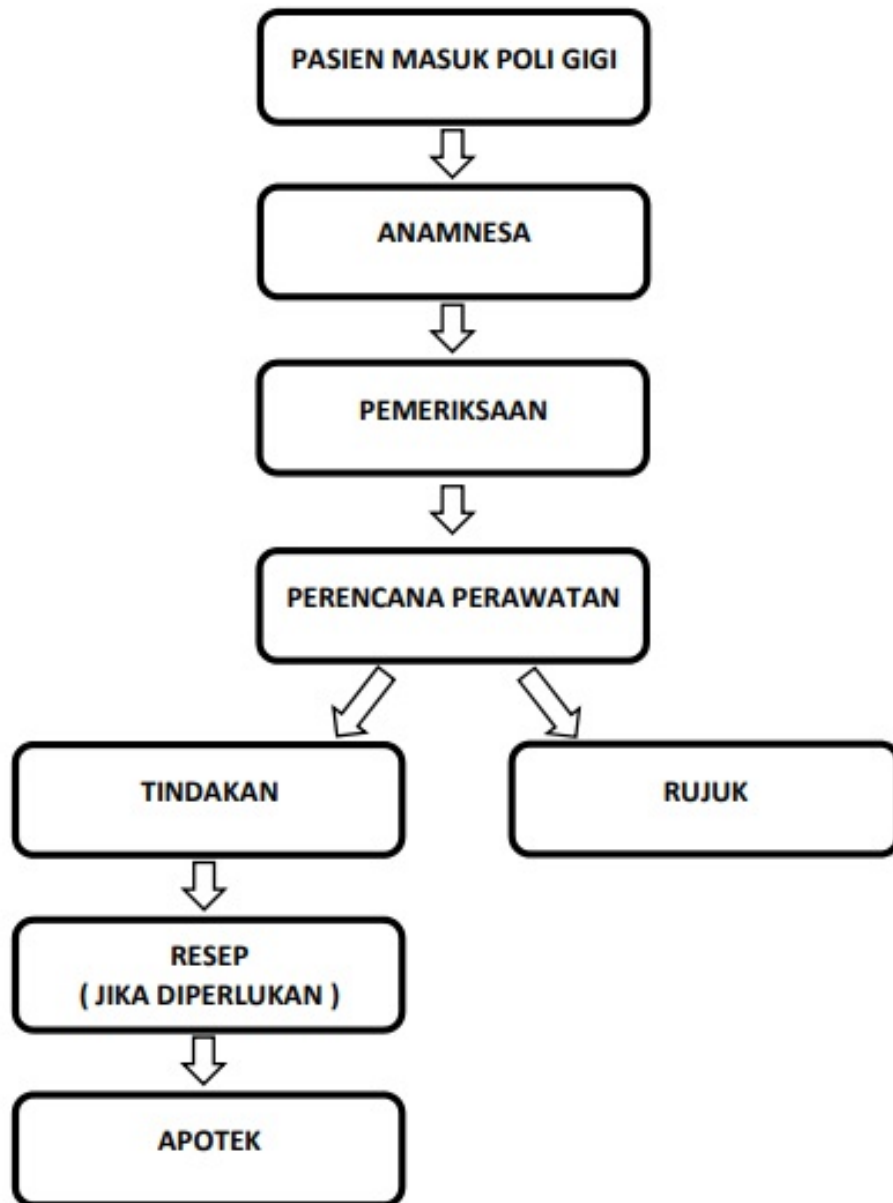 PASIEN MASUK POLI GIGI
ANAMNESA
PEMERIKSAAN
PERENCANA PERAWATAN
TINDAKAN
RUJUK
RESEP
( JIKA DIPERLUKAN )
APOTEK